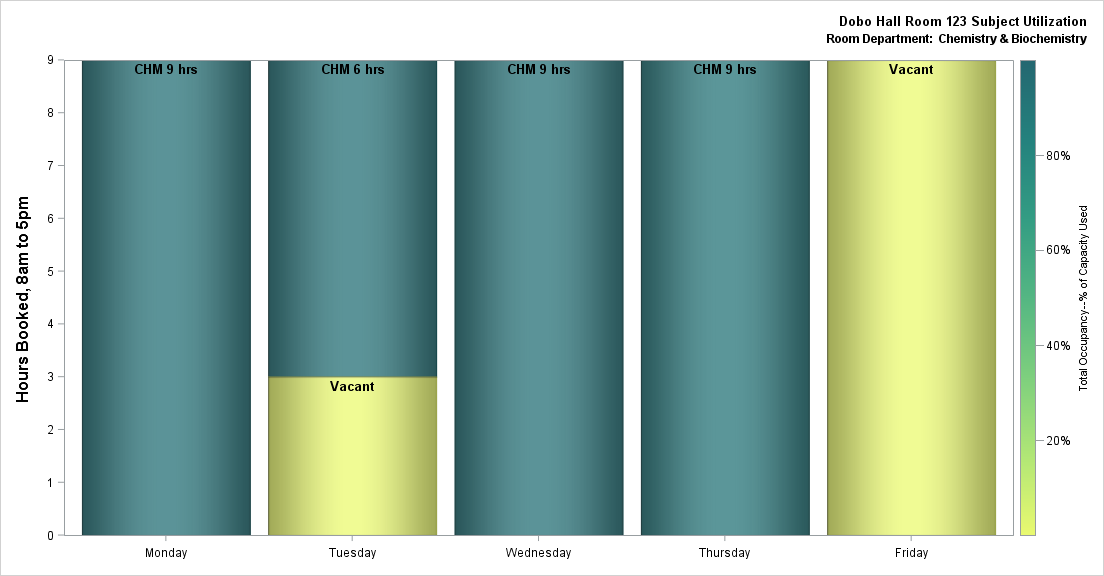 Dobo Hall Room 123 Subject Utilization
Room Department: Chemistry & Biochemistry
Hours Booked, 8am to 5pm
9
8
7
6
5
4
3
2
1
0
CHM 9 hrs
CHM 6 hrs
CHM 9 hrs
CHM 9 hrs
Vacant
Vacant
Monday
Tuesday
Wednesday
Thursday
Friday
80%
60%
40%
20%
Total Occupancy--% of Capacity Used